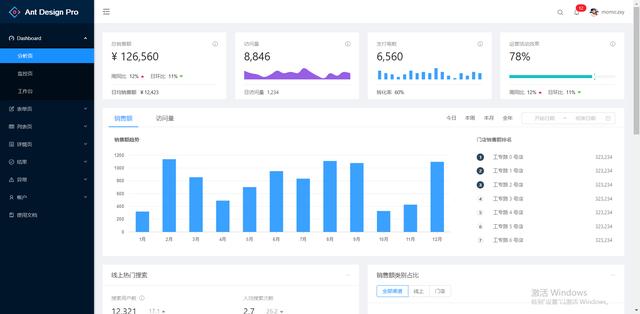 Ant Design Pro
12
momo.zxy
Dashboard
分析页
监控页
工作台
表单页
列表页
详情页
结果
异常
账户
使用文档
总销售额
¥ 126,560
周同比 12% 日环比 11%
日均销售额 ¥ 12,423
访问量
8,846
日访问量 1,234
支付笔数
6,560
转化率 60%
运营活动效果
78%
周同比 12% 日环比 11%
销售额 访问量
今日 本周 本月 全年
开始日期 ~ 结束日期
销售额趋势
1200
1000
800
600
400
200
0
1月 2月 3月 4月 5月 6月 7月 8月 9月 10月 11月 12月
门店销售额排名
1 工专路 0 号店 323,234
2 工专路 1 号店 323,234
3 工专路 2 号店 323,234
4 工专路 3 号店 323,234
5 工专路 4 号店 323,234
6 工专路 5 号店 323,234
7 工专路 6 号店 323,234
线上热门搜索
搜索用户数
12,321 17.1
人均搜索次数
2.7 26.2
销售额类别占比
全部渠道 线上 门店
激活 Windows
转到"设置"以激活 Windows。